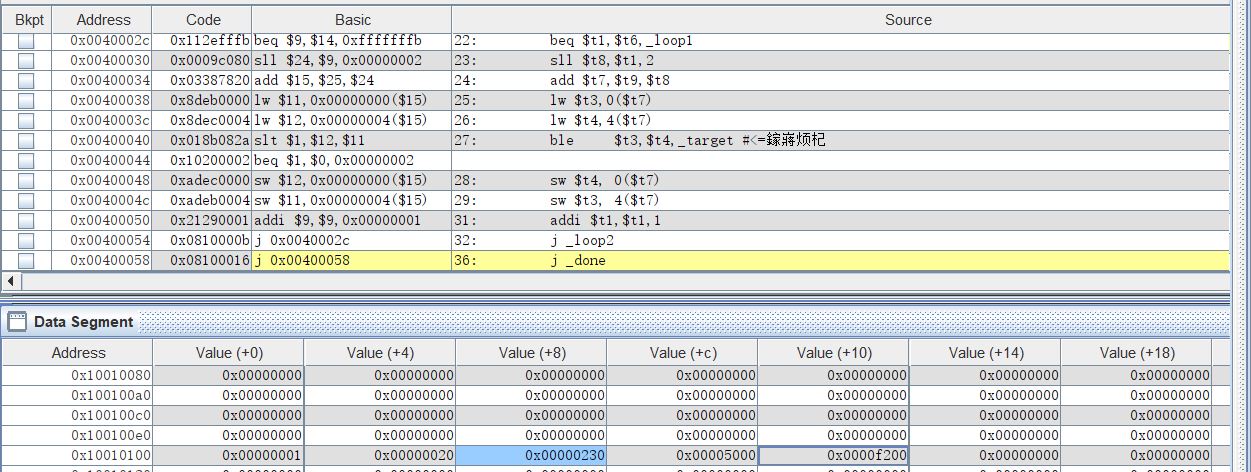 Bkpt Address Code Basic Source
0x0040002c 0x112efffb beq $9,$14,0xfffffffb 22: beq $t1,$t6,_loop1
0x00400030 0x0009c080 sll $24,$9,0x00000002 23: sll $t8,$t1,2
0x00400034 0x03387820 add $15,$25,$24 24: add $t7,$t9,$t8
0x00400038 0x8deb0000 lw $11,0x00000000($15) 25: lw $t3,0($t7)
0x0040003c 0x8dec0004 lw $12,0x00000004($15) 26: lw $t4,4($t7)
0x00400040 0x018b082a slt $1,$12,$11 27: ble $t3,$t4,_target #<=鎵蔣烦杞
0x00400044 0x10200002 beq $1,$0,0x00000002
0x00400048 0xadec0000 sw $12,0x00000000($15) 28: sw $t4, 0($t7)
0x0040004c 0xadeb0004 sw $11,0x00000004($15) 29: sw $t3, 4($t7)
0x00400050 0x21290001 addi $9,$9,0x00000001 31: addi $t1,$t1,1
0x00400054 0x0810000b j 0x0040002c 32: j _loop2
0x00400058 0x08100016 j 0x00400058 36: j _done
Data Segment
Address Value (+0) Value (+4) Value (+8) Value (+c) Value (+10) Value (+14) Value (+18)
0x10010080 0x00000000 0x00000000 0x00000000 0x00000000 0x00000000 0x00000000 0x00000000
0x100100a0 0x00000000 0x00000000 0x00000000 0x00000000 0x00000000 0x00000000 0x00000000
0x100100c0 0x00000000 0x00000000 0x00000000 0x00000000 0x00000000 0x00000000 0x00000000
0x100100e0 0x00000000 0x00000000 0x00000000 0x00000000 0x00000000 0x00000000 0x00000000
0x10010100 0x00000001 0x00000020 0x00000230 0x00005000 0x0000f200 0x00000000 0x00000000